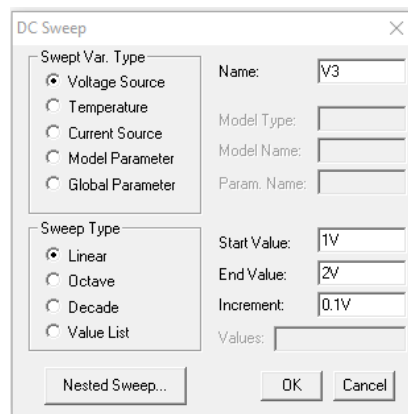 DC Sweep
Swept Var. Type
Voltage Source
Temperature
Current Source
Model Parameter
Global Parameter
Name: V3
Model Type:
Model Name:
Param. Name:
Sweep Type
Linear
Octave
Decade
Value List
Start Value: 1V
End Value: 2V
Increment: 0.1V
Values:
Nested Sweep...
OK
Cancel